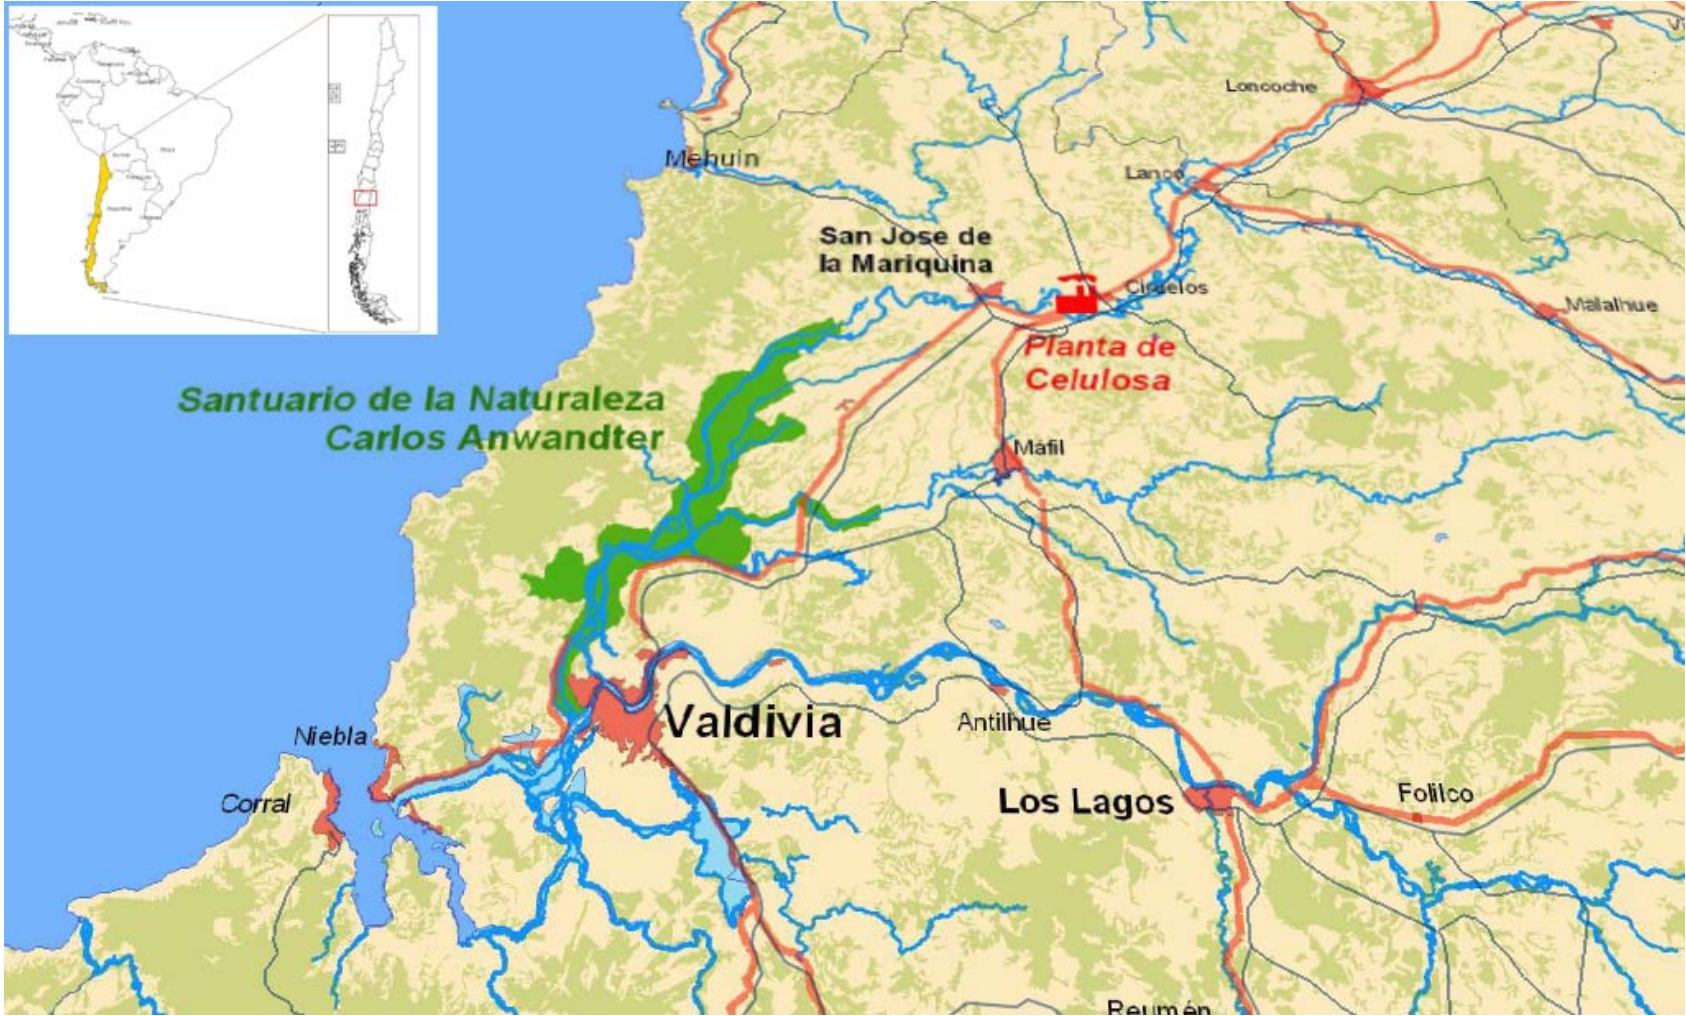 Loncoche
Mehuin
Lanco
San Jose de
la Mariquina
Ciruelos
Malalhue
Planta de
Celulosa
Santuario de la Naturaleza
Carlos Anwandter
Máfil
Valdivia
Antilhue
Niebla
Corral
Los Lagos
Folilco
Reumén